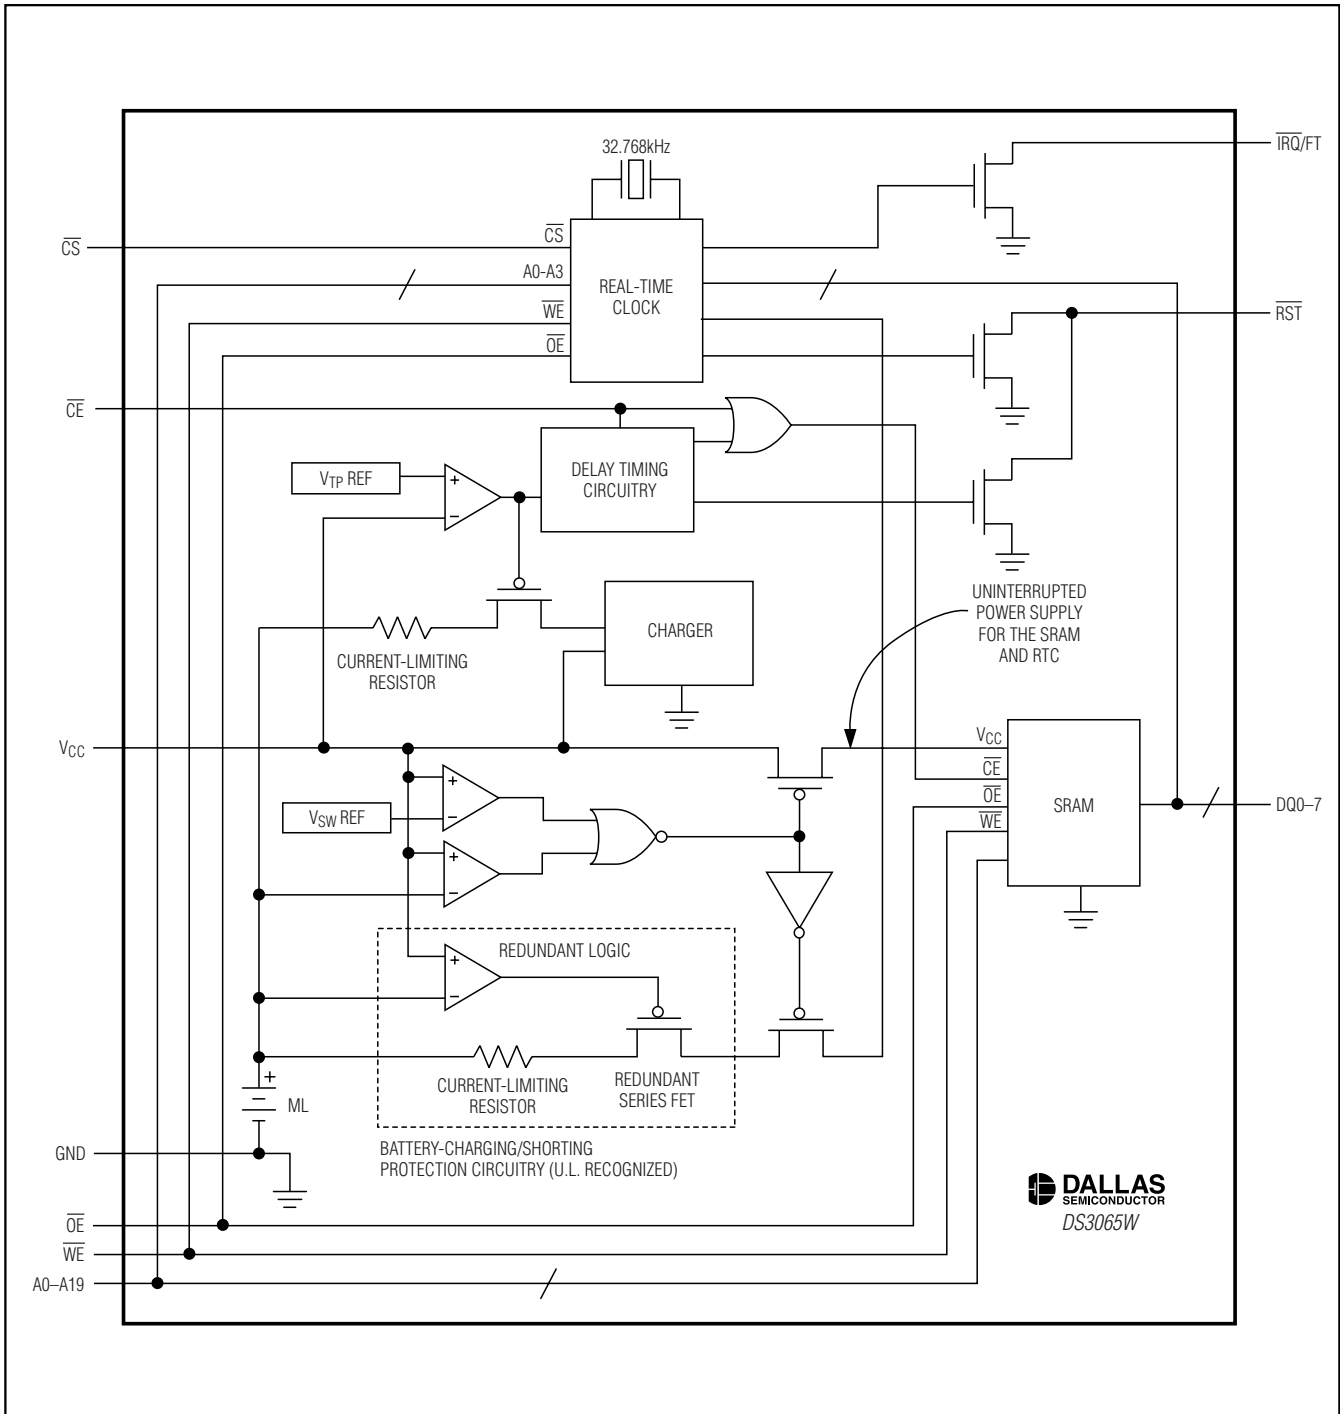 32.768kHz
IRQ/FT
CS
CS
A0-A3
WE
OE
REAL-TIME
CLOCK
RST
CE
VTP REF
+
−
DELAY TIMING
CIRCUITRY
CHARGER
CURRENT-LIMITING
RESISTOR
UNINTERRUPTED
POWER SUPPLY
FOR THE SRAM
AND RTC
VCC
VCC
CE
OE
WE
SRAM
DQ0–7
+
VSW REF
−
+
−
REDUNDANT LOGIC
+
−
CURRENT-LIMITING
RESISTOR
REDUNDANT
SERIES FET
+
ML
GND
BATTERY-CHARGING/SHORTING
PROTECTION CIRCUITRY (U.L. RECOGNIZED)
DALLAS
SEMICONDUCTOR
DS3065W
OE
WE
A0–A19